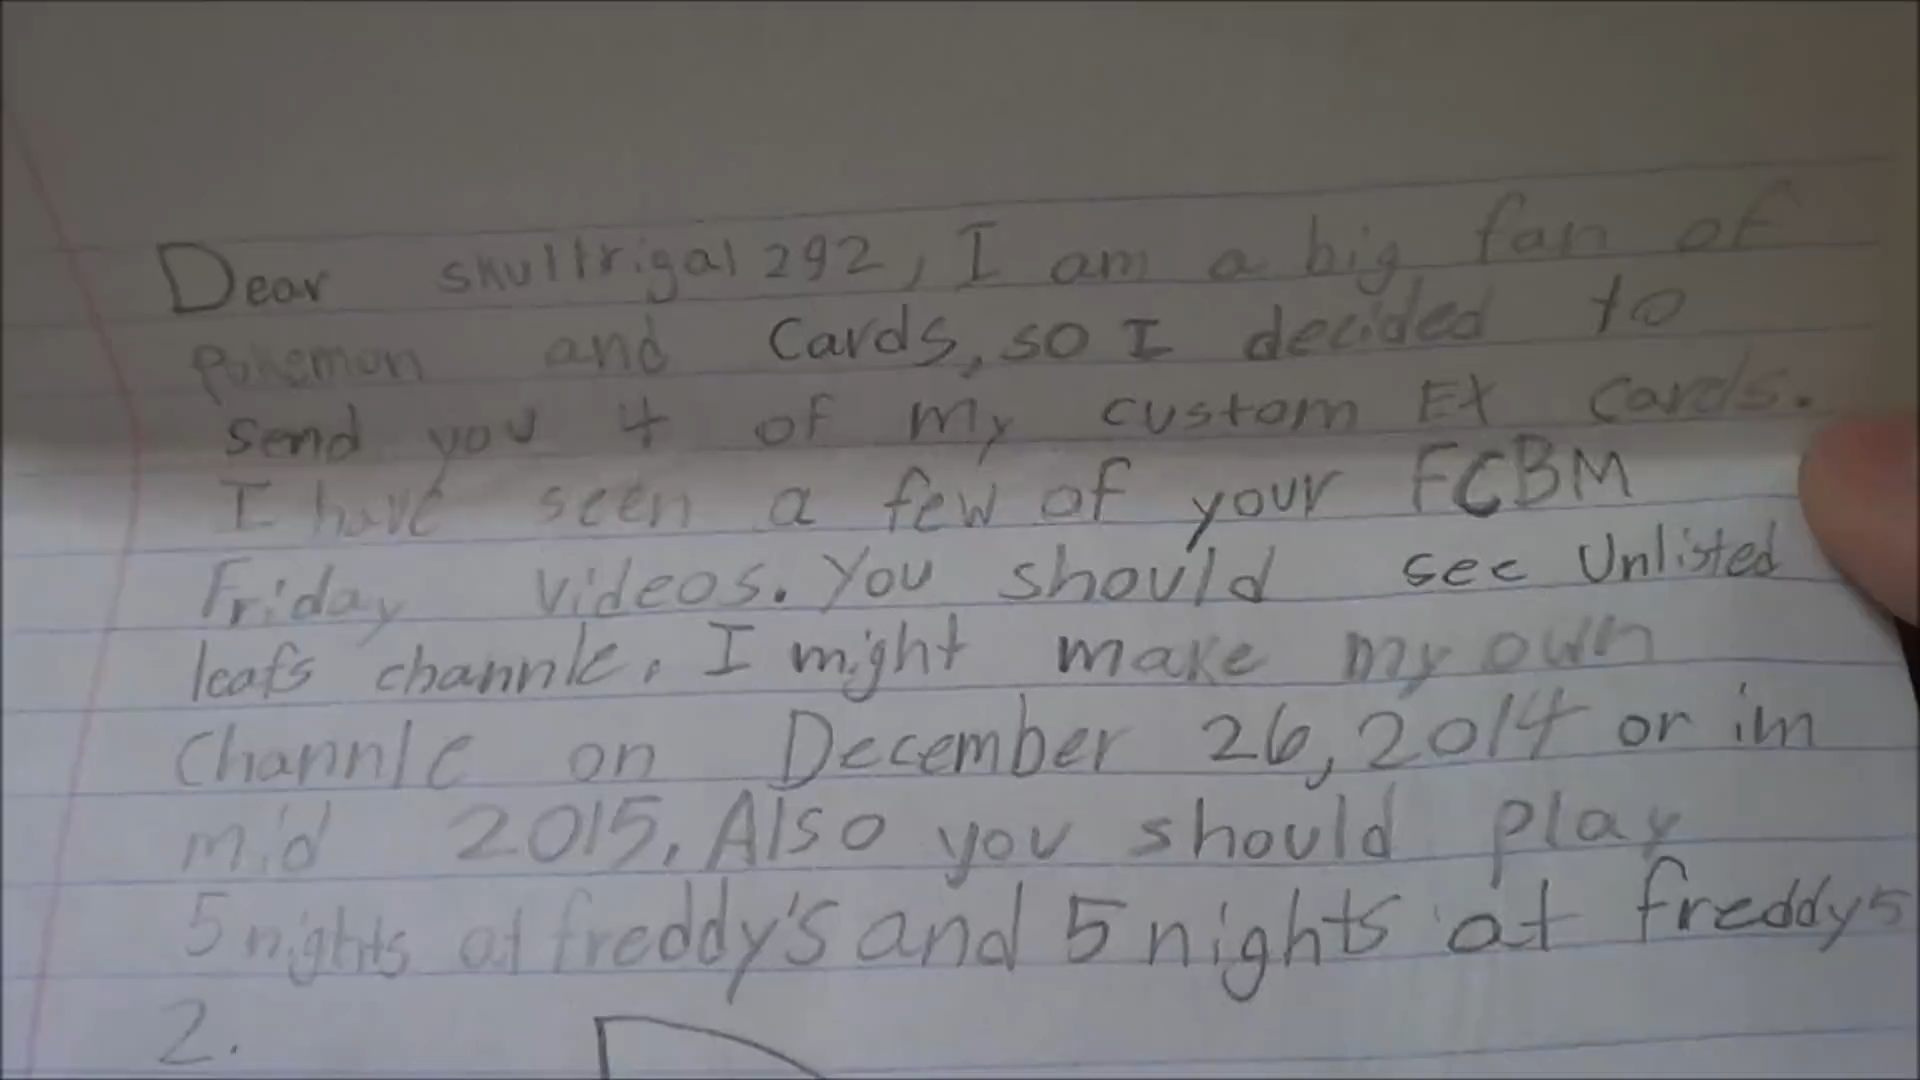 Dear skulltrigal292, I am a big fan of
pokemon and Cards, so I decided to
send you 4 of my custom EX cards.
I have seen a few of your FCBM
Friday videos. You should see Unlisted
leafs channle. I might make my own
Channle on December 26, 2014 or im
mid 2015. Also you should play
5 nights at freddy's and 5 nights at freddys
2.